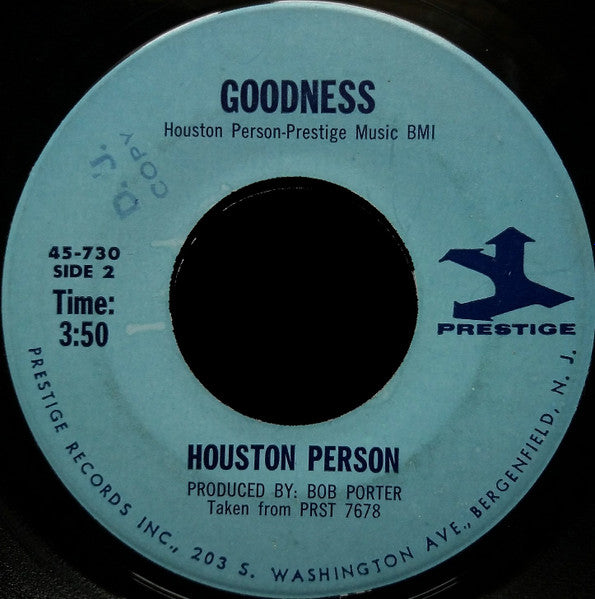 GOODNESS
Houston Person-Prestige Music BMI
D. J.
COPY
45-730
SIDE 2
Time:
3:50
PRESTIGE
HOUSTON PERSON
PRODUCED BY: BOB PORTER
Taken from PRST 7678
PRESTIGE RECORDS INC., 203 S. WASHINGTON AVE., BERGENFIELD, N. J.